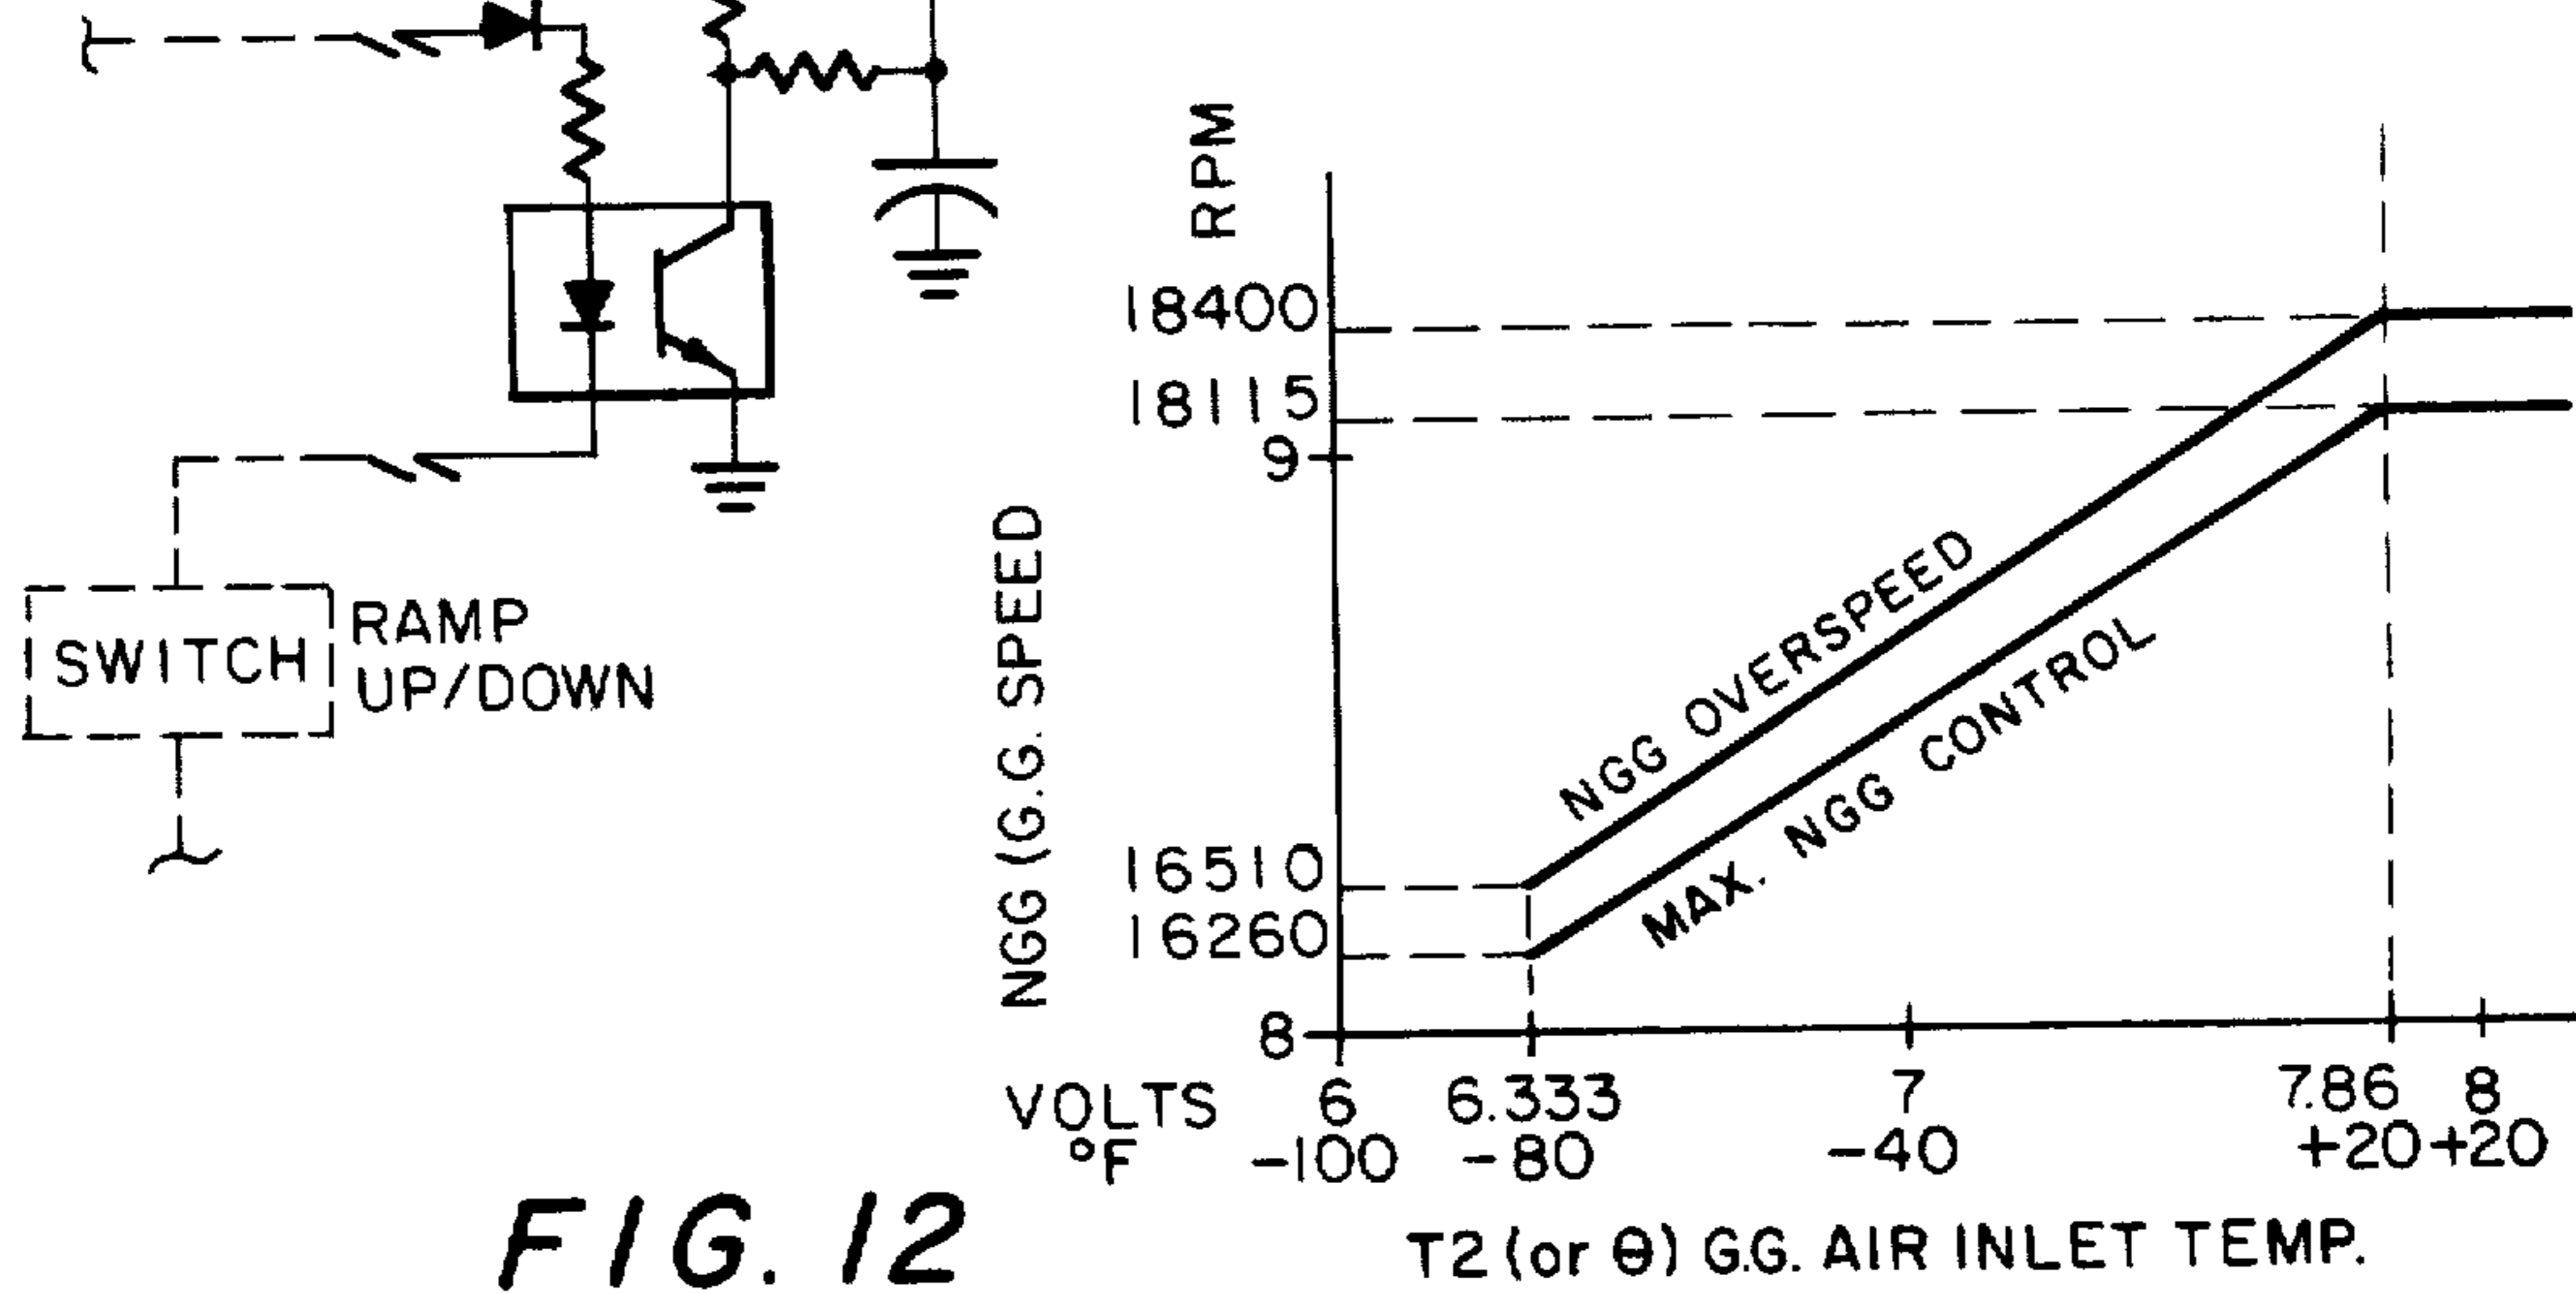 SWITCH
RAMP
UP/DOWN
FIG. 12
RPM
NGG (G.G. SPEED
18400
18115
9
16510
16260
8
NGG OVERSPEED
MAX. NGG CONTROL
VOLTS 6 6.333 7 7.86 8
°F -100 -80 -40 +20 +20
T2 (or Θ) G.G. AIR INLET TEMP.